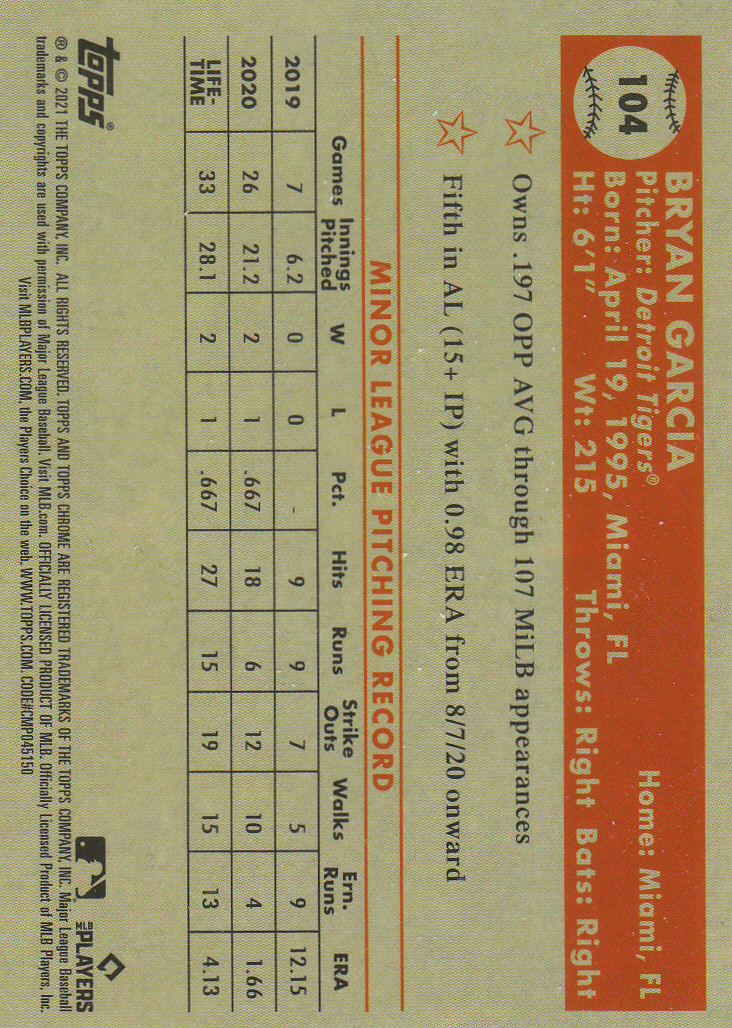 104
BRYAN GARCIA
Pitcher: Detroit Tigers® Home: Miami, FL
Born: April 19, 1995, Miami, FL
Ht: 6'1" Wt: 215 Throws: Right Bats: Right
Owns .197 OPP AVG through 107 MiLB appearances
Fifth in AL (15+ IP) with 0.98 ERA from 8/7/20 onward
MINOR LEAGUE PITCHING RECORD
Games Innings Pitched W L Pct. Hits Runs Strike Outs Walks Ern. Runs ERA
2019 7 6.2 0 0 - 9 9 7 5 9 12.15
2020 26 21.2 2 1 .667 18 6 12 10 4 1.66
LIFE-TIME 33 28.1 2 1 .667 27 15 19 15 13 4.13
topps®
MLB PLAYERS
® & © 2021 THE TOPPS COMPANY, INC. ALL RIGHTS RESERVED. TOPPS AND TOPPS CHROME ARE REGISTERED TRADEMARKS OF THE TOPPS COMPANY, INC. Major League Baseball
trademarks and copyrights are used with permission of Major League Baseball. Visit MLB.com. OFFICIALLY LICENSED PRODUCT OF MLB. Officially Licensed Product of MLB Players, Inc.
Visit MLBPLAYERS.COM, the Players Choice on the web. WWW.TOPPS.COM. CODE#CMP045150